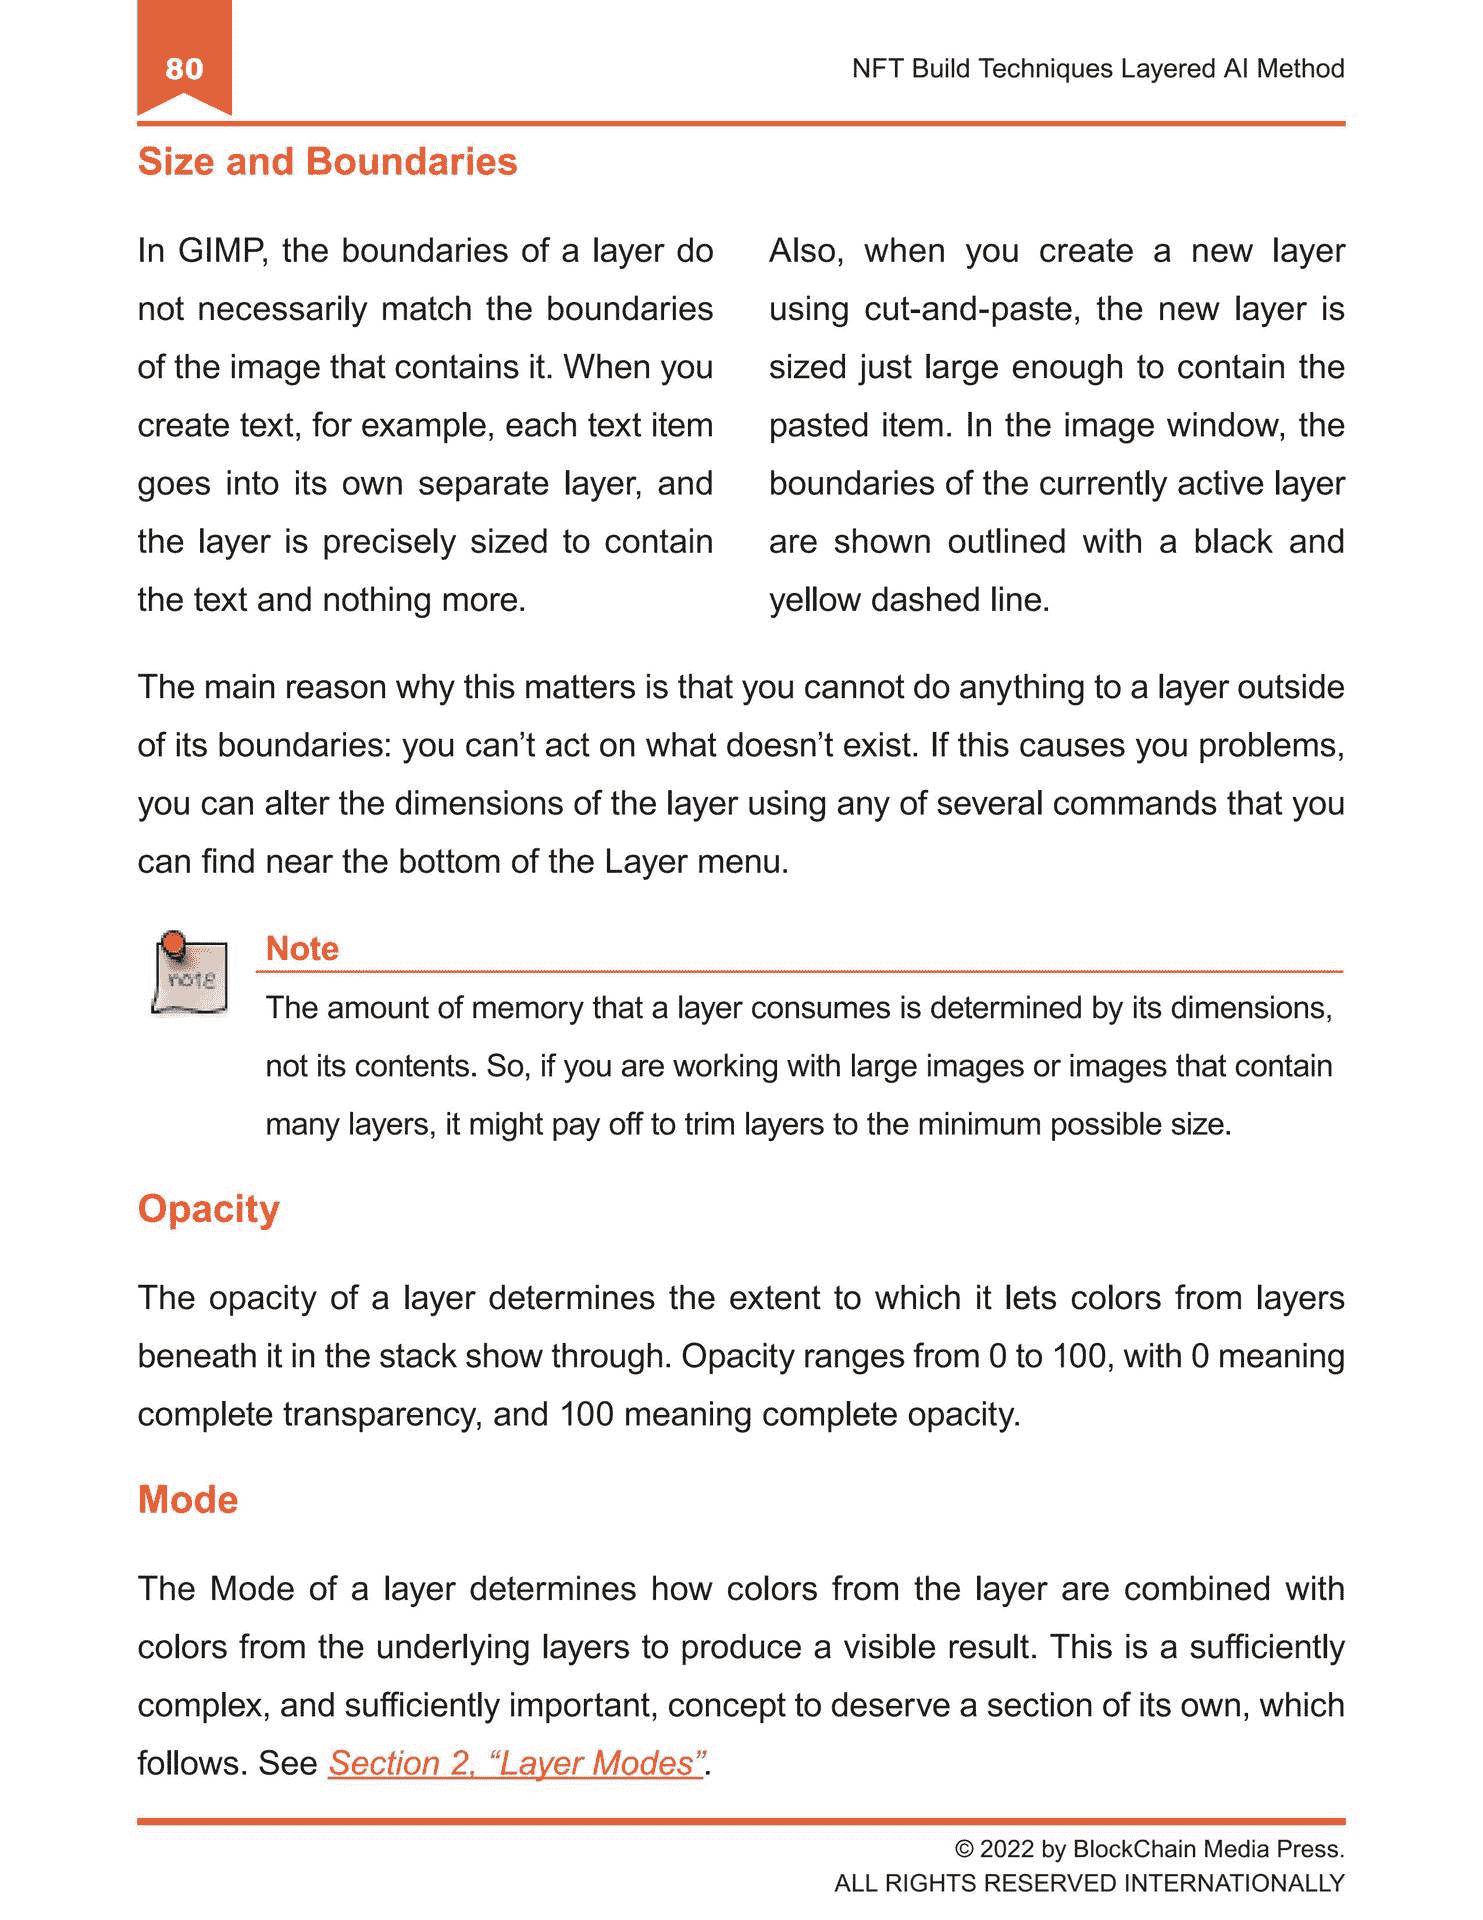 80
NFT Build Techniques Layered AI Method
Size and Boundaries
In GIMP, the boundaries of a layer do
not necessarily match the boundaries
of the image that contains it. When you
create text, for example, each text item
goes into its own separate layer, and
the layer is precisely sized to contain
the text and nothing more.
Also, when you create a new layer
using cut-and-paste, the new layer is
sized just large enough to contain the
pasted item. In the image window, the
boundaries of the currently active layer
are shown outlined with a black and
yellow dashed line.
The main reason why this matters is that you cannot do anything to a layer outside
of its boundaries: you can’t act on what doesn’t exist. If this causes you problems,
you can alter the dimensions of the layer using any of several commands that you
can find near the bottom of the Layer menu.
note
Note
The amount of memory that a layer consumes is determined by its dimensions,
not its contents. So, if you are working with large images or images that contain
many layers, it might pay off to trim layers to the minimum possible size.
Opacity
The opacity of a layer determines the extent to which it lets colors from layers
beneath it in the stack show through. Opacity ranges from 0 to 100, with 0 meaning
complete transparency, and 100 meaning complete opacity.
Mode
The Mode of a layer determines how colors from the layer are combined with
colors from the underlying layers to produce a visible result. This is a sufficiently
complex, and sufficiently important, concept to deserve a section of its own, which
follows. See Section 2, “Layer Modes”.
© 2022 by BlockChain Media Press.
ALL RIGHTS RESERVED INTERNATIONALLY